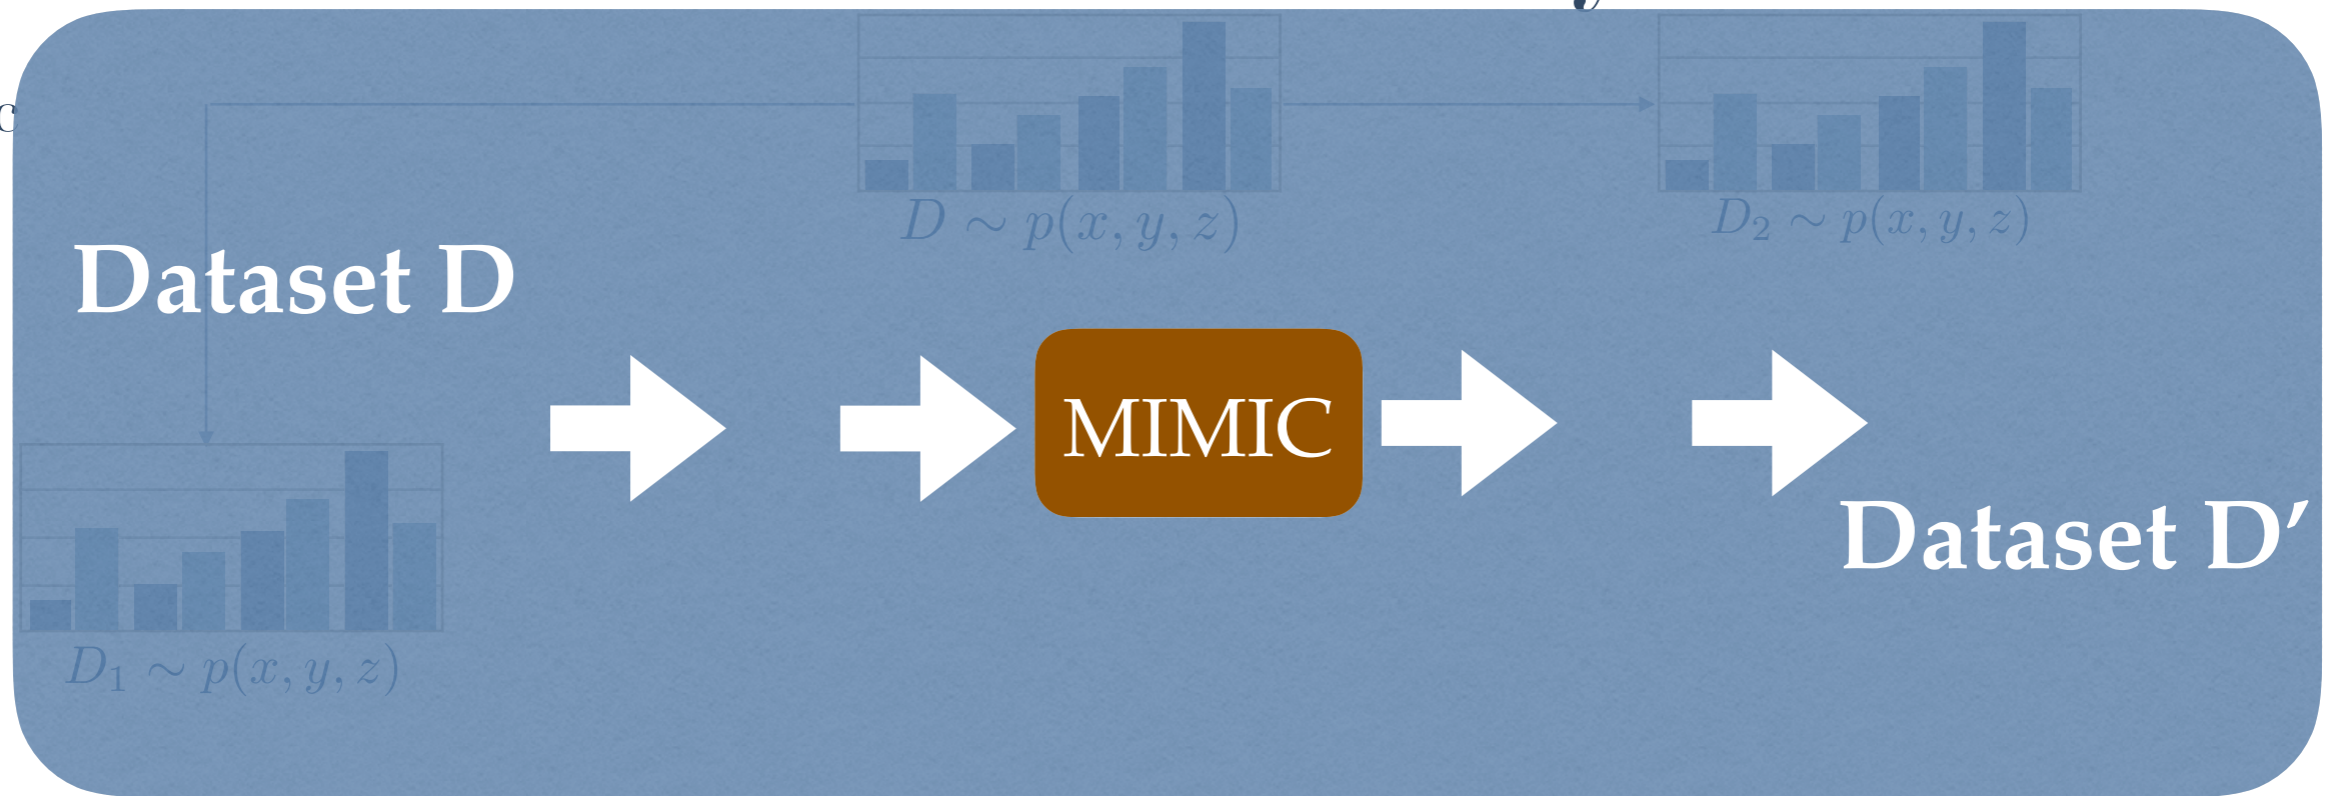 c
D ∼ p(x, y, z)
D₂ ∼ p(x, y, z)
Dataset D
MIMIC
Dataset D′
D₁ ∼ p(x, y, z)